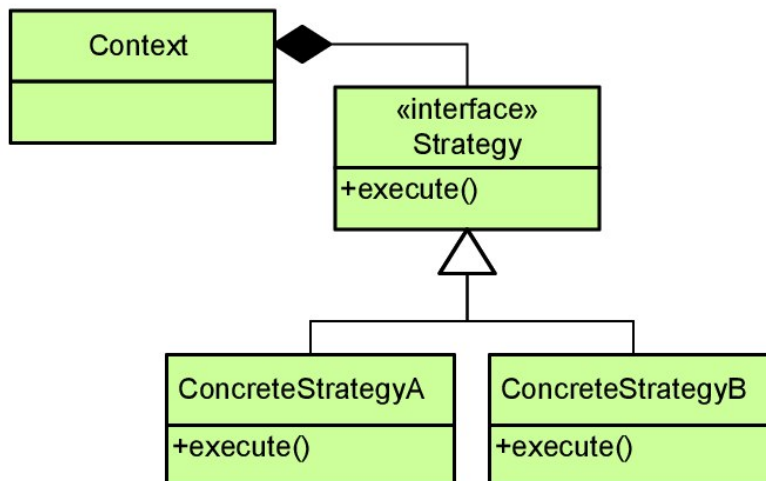 Context
«interface»
Strategy
+execute()
ConcreteStrategyA
+execute()
ConcreteStrategyB
+execute()